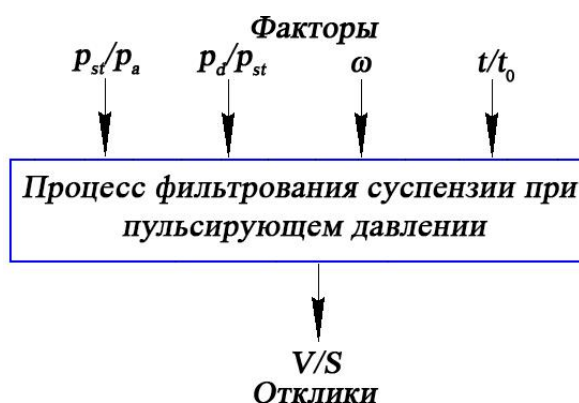 Факторы
p_st/p_a p_d/p_st ω t/t_0
Процесс фильтрования суспензии при
пульсирующем давлении
V/S
Отклики